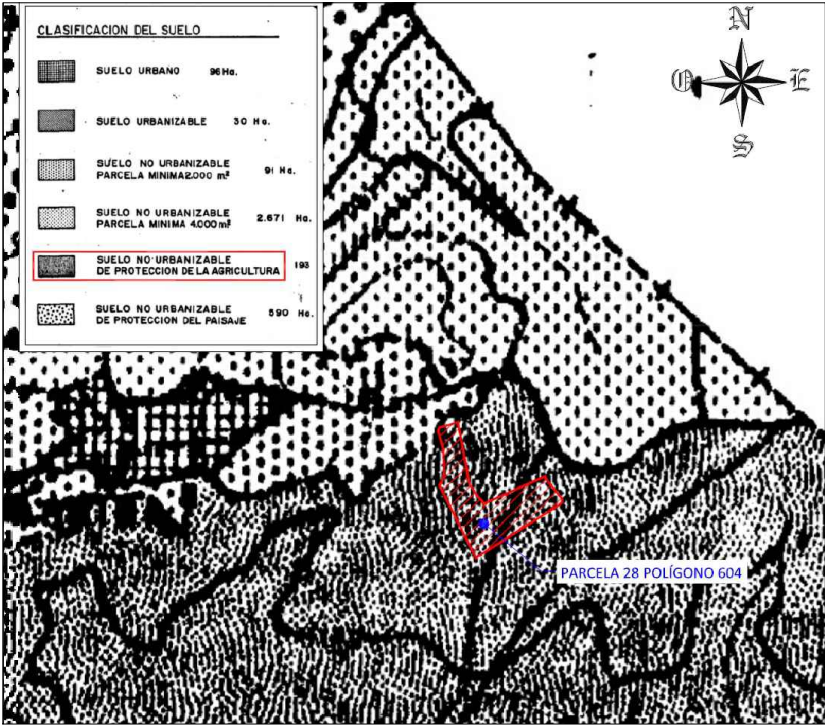 CLASIFICACION DEL SUELO
SUELO URBANO 96 Ha.
SUELO URBANIZABLE 30 Ha.
SUELO NO URBANIZABLE
PARCELA MINIMA 2.000 m² 91 Ha.
SUELO NO URBANIZABLE
PARCELA MINIMA 4.000 m² 2.671 Ha.
SUELO NO URBANIZABLE
DE PROTECCION DE LA AGRICULTURA 193
SUELO NO URBANIZABLE
DE PROTECCION DEL PAISAJE 590 Ha.
N
O
E
S
PARCELA 28 POLÍGONO 604